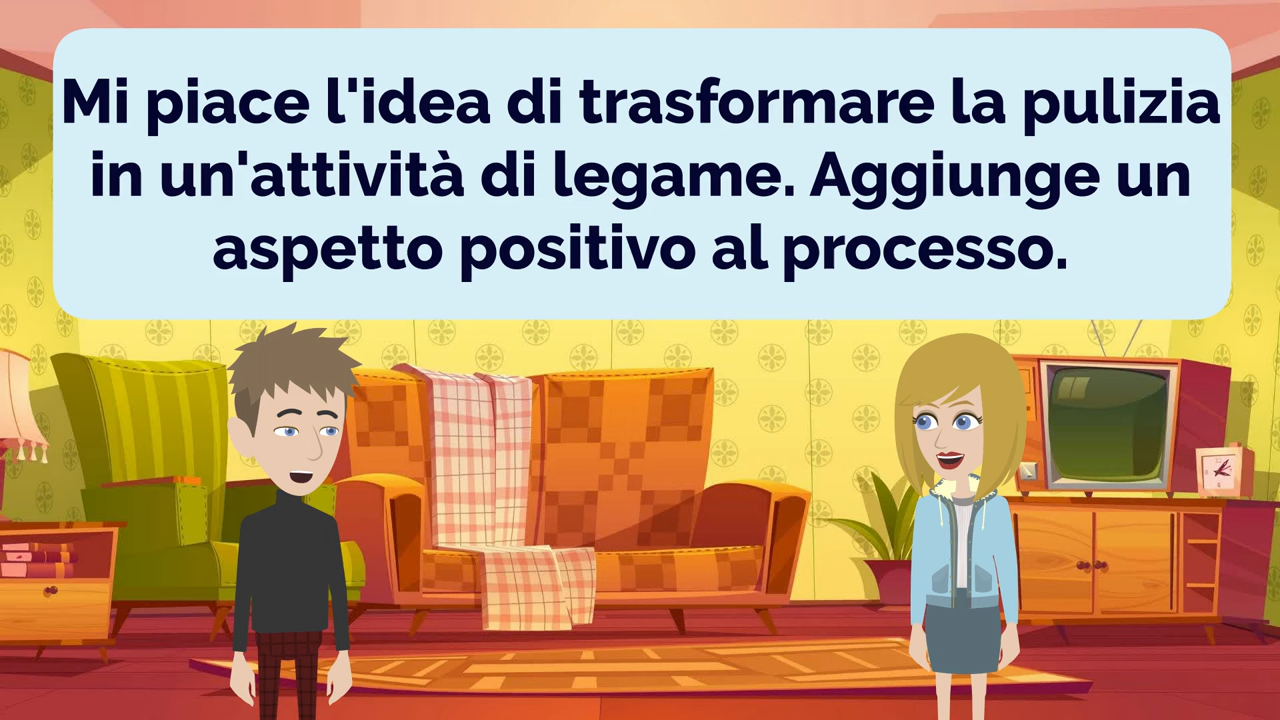 Mi piace l'idea di trasformare la pulizia
in un'attività di legame. Aggiunge un
aspetto positivo al processo.